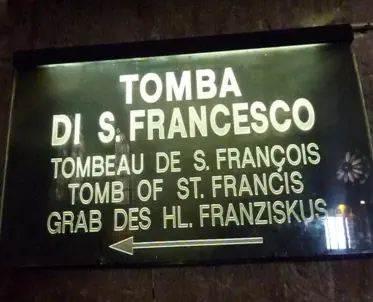 TOMBA
DI S. FRANCESCO
TOMBEAU DE S. FRANÇOIS
TOMB OF ST. FRANCIS
GRAB DES HL. FRANZISKUS